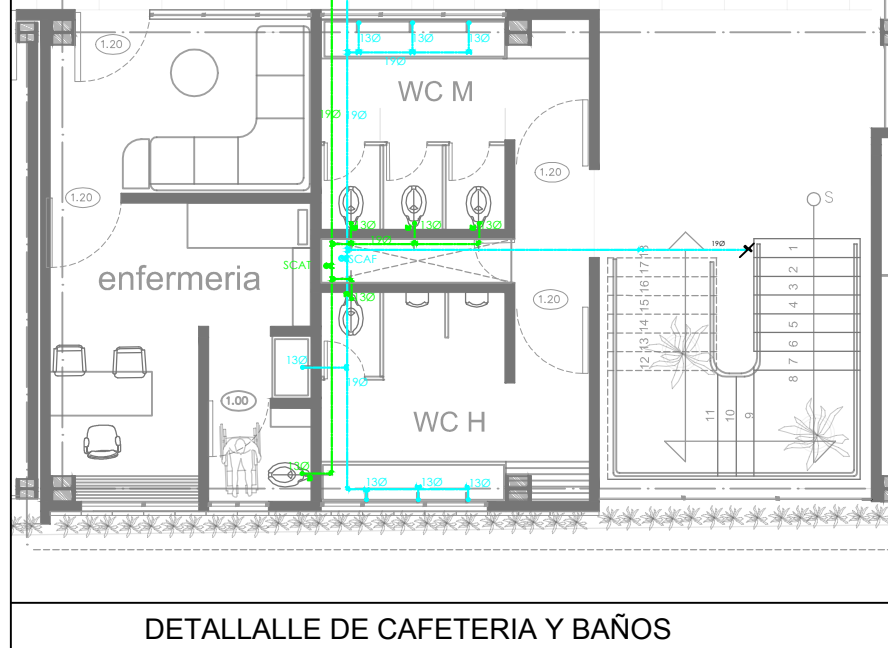 1.20
13Ø 13Ø 13Ø
19Ø
WC M
19Ø 19Ø
1.20
1.20
S
13Ø 13Ø 13Ø
19Ø
19Ø
SCAF
enfermeria
13Ø
1.20
18 17 16 15 14 13 12
1 2 3 4 5 6 7 8
13Ø
19Ø
1.00
WC H
11 10 9
13Ø
13Ø 13Ø 13Ø
DETALLALLE DE CAFETERIA Y BAÑOS